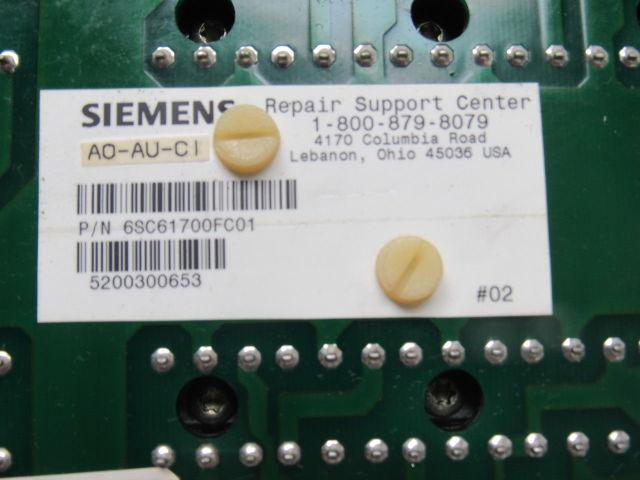 SIEMENS Repair Support Center
1-800-879-8079
4170 Columbia Road
Lebanon, Ohio 45036 USA
AO-AU-CI
P/N 6SC61700FC01
5200300653
#02